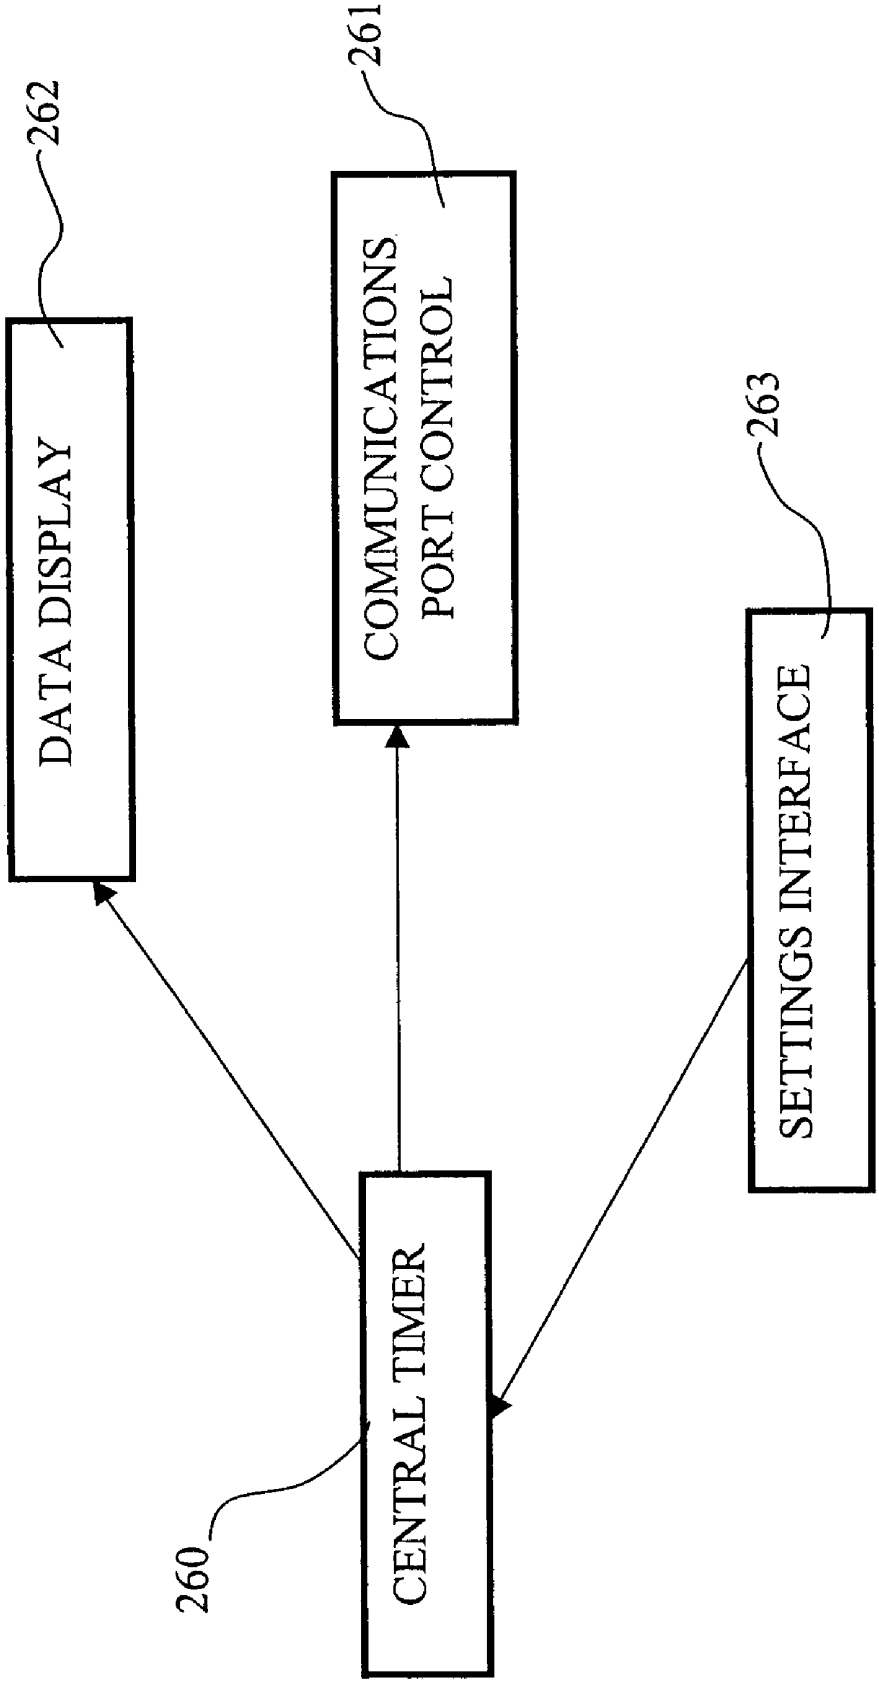 262
DATA DISPLAY
261
COMMUNICATIONS
PORT CONTROL
260
CENTRAL TIMER
263
SETTINGS INTERFACE